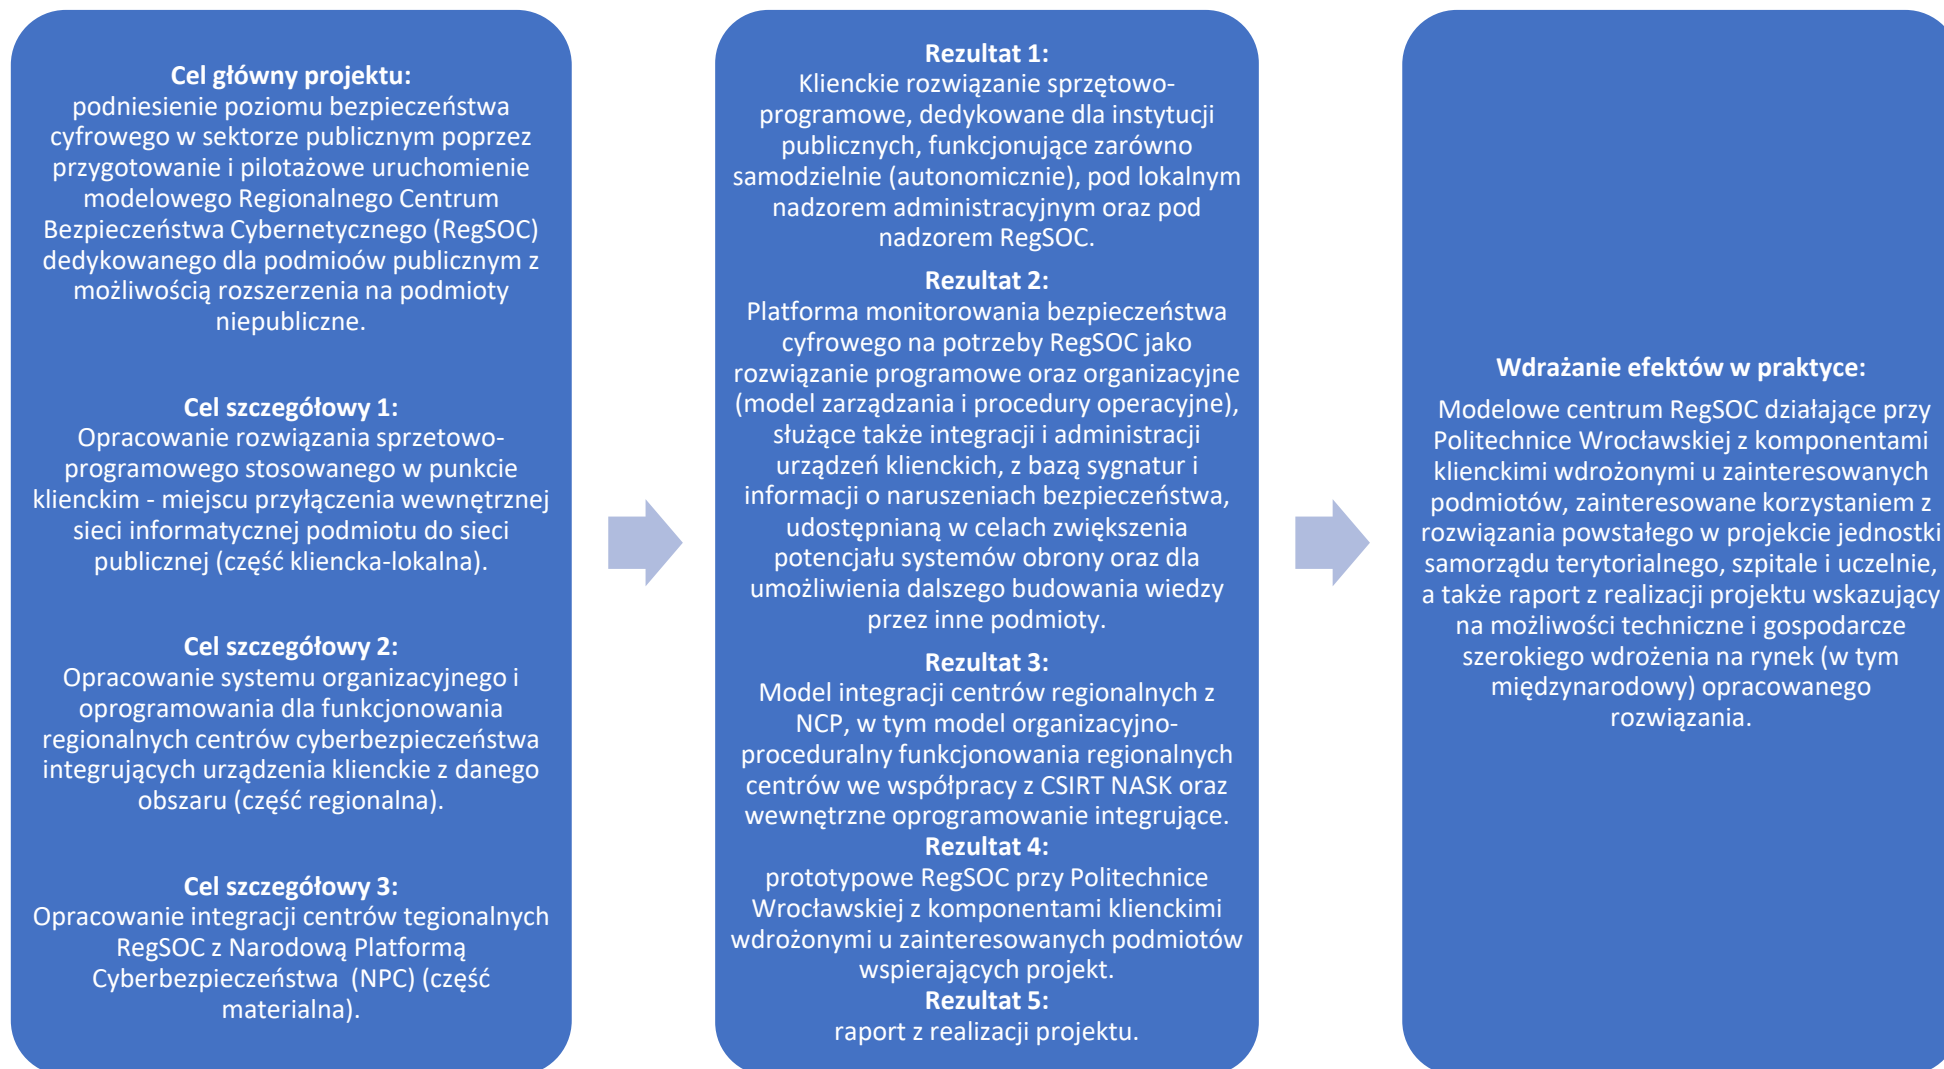 Cel główny projektu:
podniesienie poziomu bezpieczeństwa
cyfrowego w sektorze publicznym poprzez
przygotowanie i pilotażowe uruchomienie
modelowego Regionalnego Centrum
Bezpieczeństwa Cybernetycznego (RegSOC)
dedykowanego dla podmioów publicznym z
możliwością rozszerzenia na podmioty
niepubliczne.
Cel szczegółowy 1:
Opracowanie rozwiązania sprzetowo-
programowego stosowanego w punkcie
klienckim - miejscu przyłączenia wewnętrznej
sieci informatycznej podmiotu do sieci
publicznej (część kliencka-lokalna).
Cel szczegółowy 2:
Opracowanie systemu organizacyjnego i
oprogramowania dla funkcjonowania
regionalnych centrów cyberbezpieczeństwa
integrujących urządzenia klienckie z danego
obszaru (część regionalna).
Cel szczegółowy 3:
Opracowanie integracji centrów tegionalnych
RegSOC z Narodową Platformą
Cyberbezpieczeństwa  (NPC) (część
materialna).
Rezultat 1:
Klienckie rozwiązanie sprzętowo-
programowe, dedykowane dla instytucji
publicznych, funkcjonujące zarówno
samodzielnie (autonomicznie), pod lokalnym
nadzorem administracyjnym oraz pod
nadzorem RegSOC.
Rezultat 2:
Platforma monitorowania bezpieczeństwa
cyfrowego na potrzeby RegSOC jako
rozwiązanie programowe oraz organizacyjne
(model zarządzania i procedury operacyjne),
służące także integracji i administracji
urządzeń klienckich, z bazą sygnatur i
informacji o naruszeniach bezpieczeństwa,
udostępnianą w celach zwiększenia
potencjału systemów obrony oraz dla
umożliwienia dalszego budowania wiedzy
przez inne podmioty.
Rezultat 3:
Model integracji centrów regionalnych z
NCP, w tym model organizacyjno-
proceduralny funkcjonowania regionalnych
centrów we współpracy z CSIRT NASK oraz
wewnętrzne oprogramowanie integrujące.
Rezultat 4:
prototypowe RegSOC przy Politechnice
Wrocławskiej z komponentami klienckimi
wdrożonymi u zainteresowanych podmiotów
wspierających projekt.
Rezultat 5:
raport z realizacji projektu.
Wdrażanie efektów w praktyce:
Modelowe centrum RegSOC działające przy
Politechnice Wrocławskiej z komponentami
klienckimi wdrożonymi u zainteresowanych
podmiotów, zainteresowane korzystaniem z
rozwiązania powstałego w projekcie jednostki
samorządu terytorialnego, szpitale i uczelnie,
a także raport z realizacji projektu wskazujący
na możliwości techniczne i gospodarcze
szerokiego wdrożenia na rynek (w tym
międzynarodowy) opracowanego
rozwiązania.